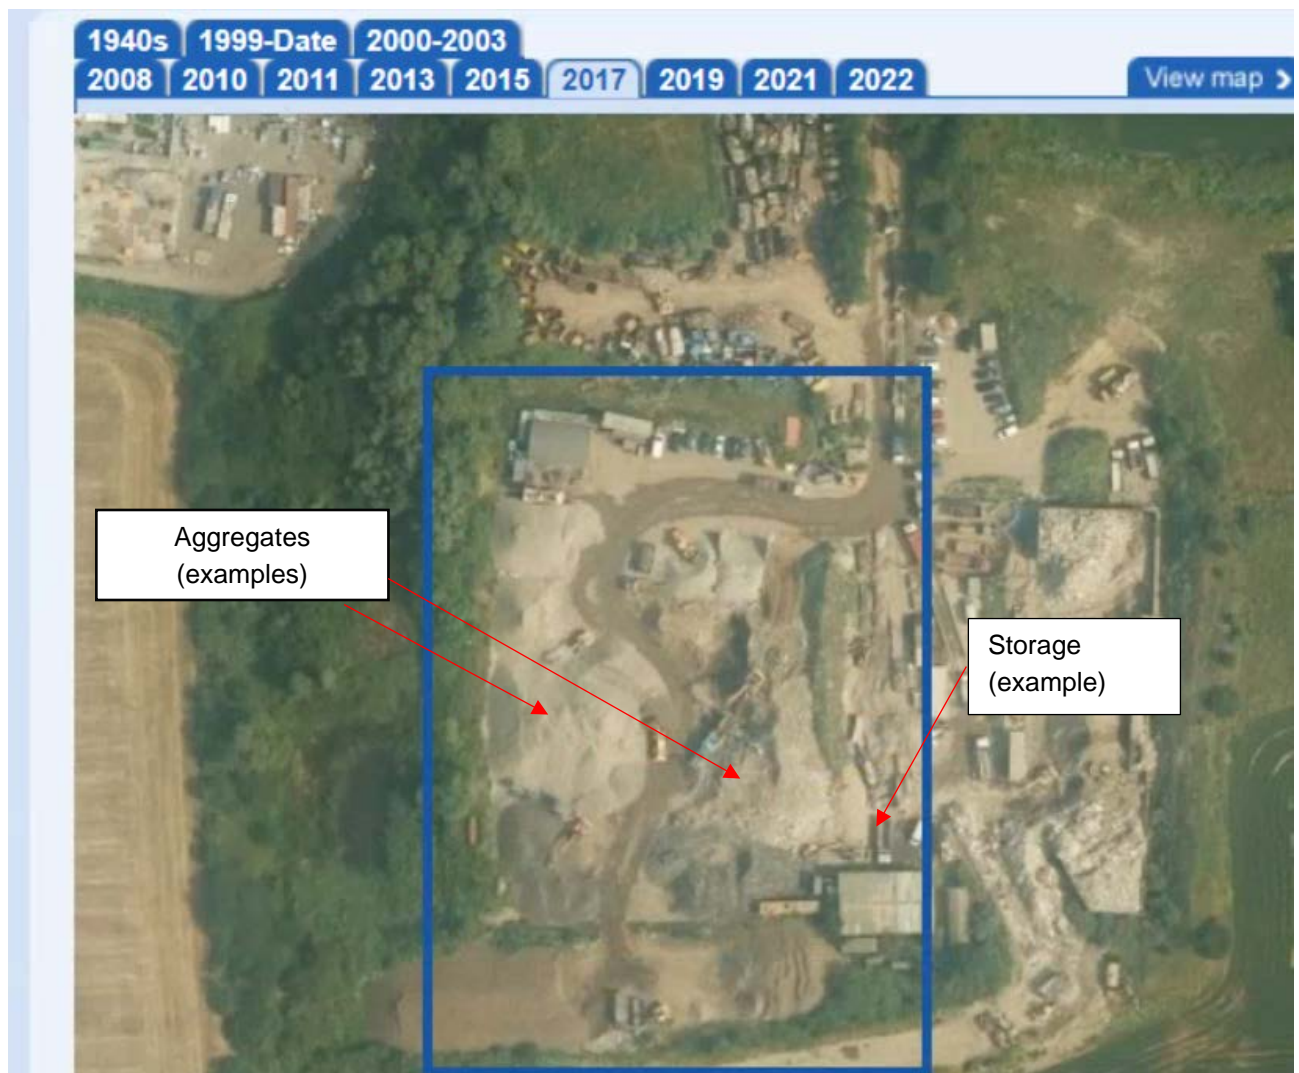 1940s 1999-Date 2000-2003
2008 2010 2011 2013 2015 2017 2019 2021 2022 View map
Aggregates
(examples)
Storage
(example)